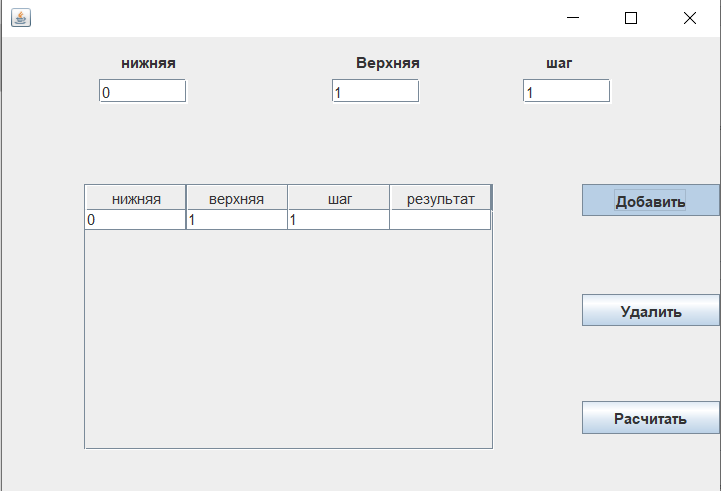 нижняя Верхняя шаг
0 1 1
нижняя верхняя шаг результат
0 1 1
Добавить
Удалить
Расчитать